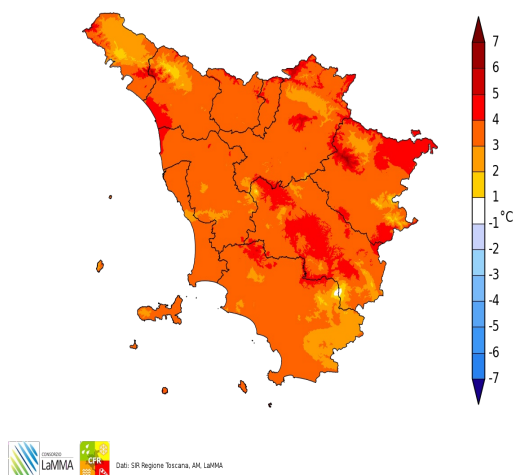 7
6
5
4
3
2
1
°C
-1
-2
-3
-4
-5
-6
-7
CONSORZIO
LaMMA
CFR
Dati: SIR Regione Toscana, AM, LaMMA